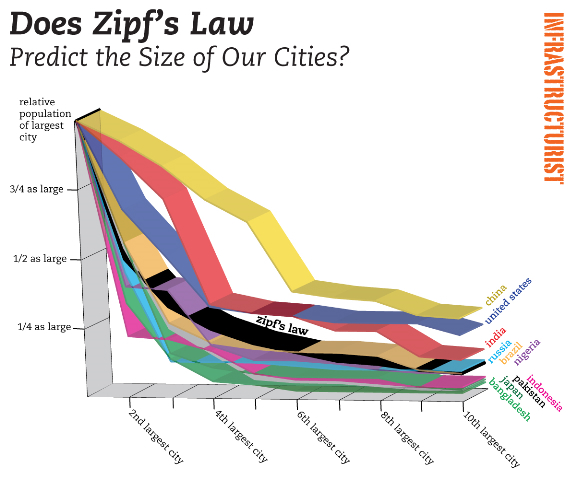 Does Zipf's Law
Predict the Size of Our Cities?
INFRASTRUCTURIST
relative
population
of largest
city
3/4 as large
1/2 as large
1/4 as large
zipf's law
china
united states
india
russia
brazil
nigeria
indonesia
pakistan
japan
bangladesh
2nd largest city
4th largest city
6th largest city
8th largest city
10th largest city